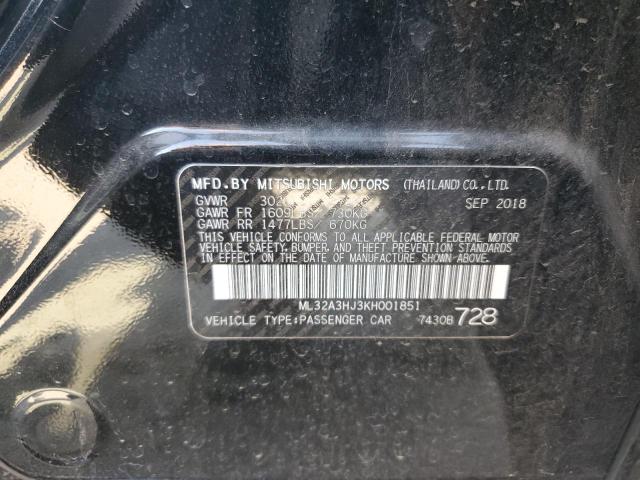 MFD. BY MITSUBISHI MOTORS (THAILAND) CO., LTD.
GVWR SEP 2018
GAWR FR 1609LBS 730KG
GAWR RR 1477LBS 670KG
THIS VEHICLE CONFORMS TO ALL APPLICABLE FEDERAL MOTOR
VEHICLE SAFETY, BUMPER, AND THEFT PREVENTION STANDARDS
IN EFFECT ON THE DATE OF MANUFACTURE SHOWN ABOVE.
ML32A3HJ3KH001851
VEHICLE TYPE:PASSENGER CAR 7430B 728